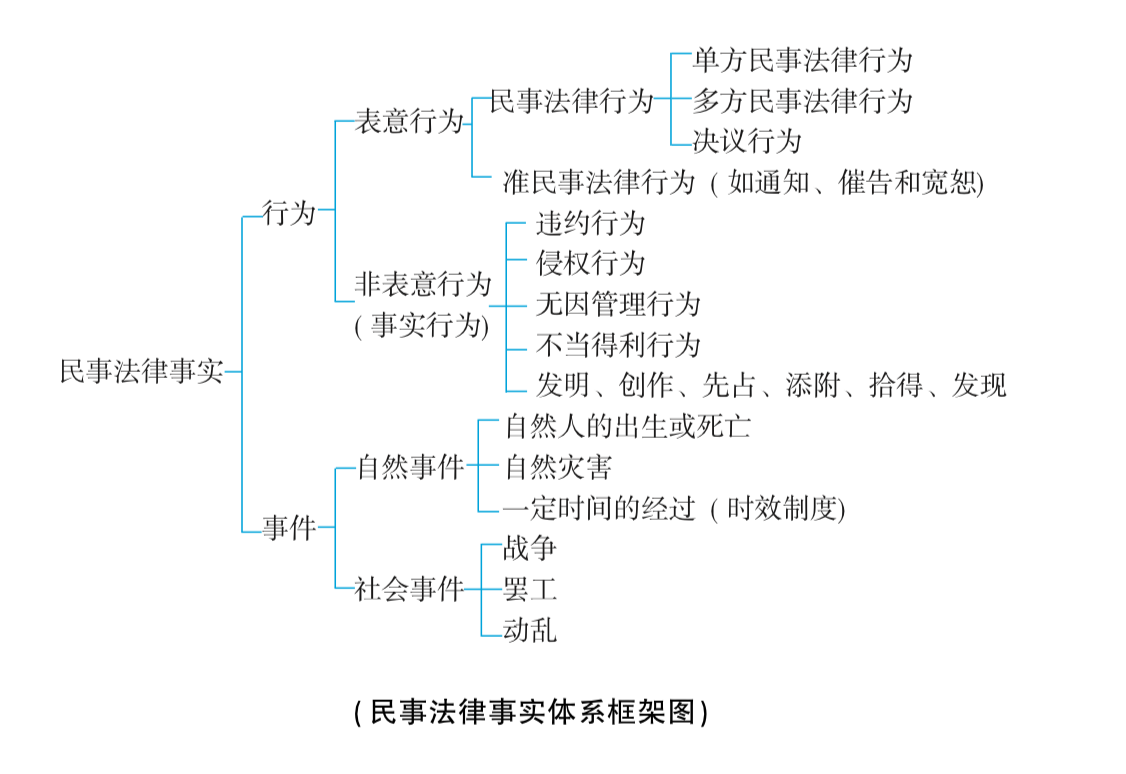 单方民事法律行为
民事法律行为
多方民事法律行为
表意行为
决议行为
准民事法律行为(如通知、催告和宽恕)
行为
违约行为
侵权行为
非表意行为
(事实行为)
无因管理行为
不当得利行为
民事法律事实
发明、创作、先占、添附、拾得、发现
自然人的出生或死亡
自然事件
自然灾害
一定时间的经过(时效制度)
事件
战争
社会事件
罢工
动乱
(民事法律事实体系框架图)